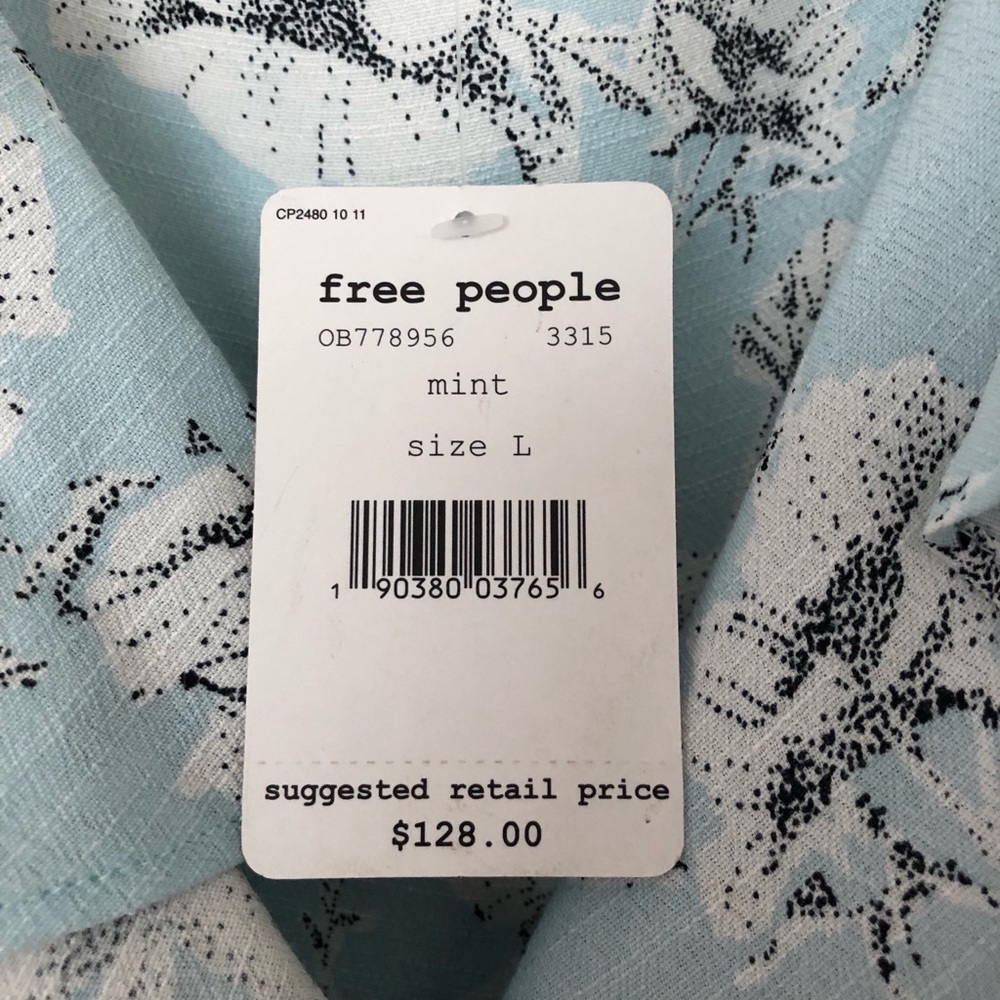 CP2480 10 11
free people
OB778956 3315
mint
size L
1 90380 03765 6
suggested retail price
$128.00